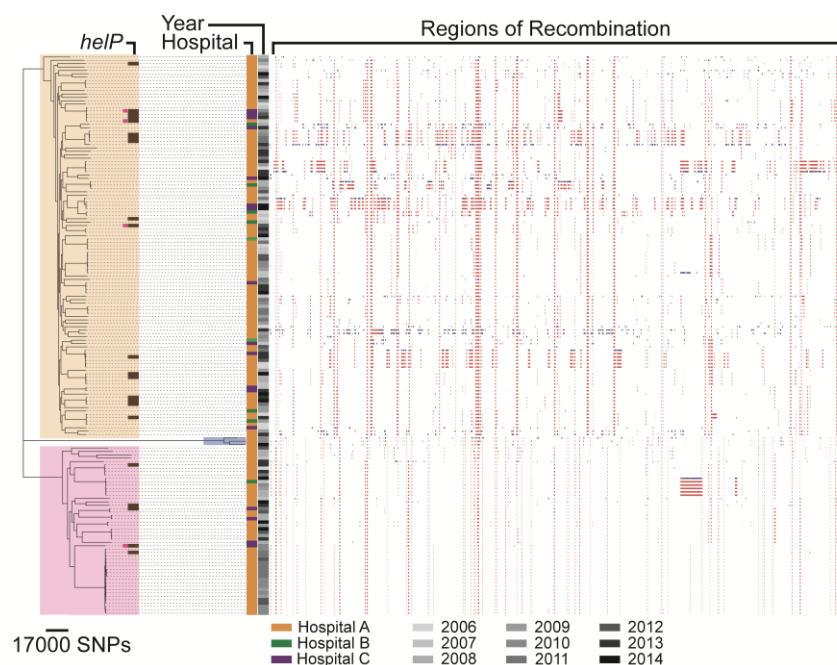 Year
helP Hospital Regions of Recombination
17000 SNPs
Hospital A 2006 2009 2012
Hospital B 2007 2010 2013
Hospital C 2008 2011 2014